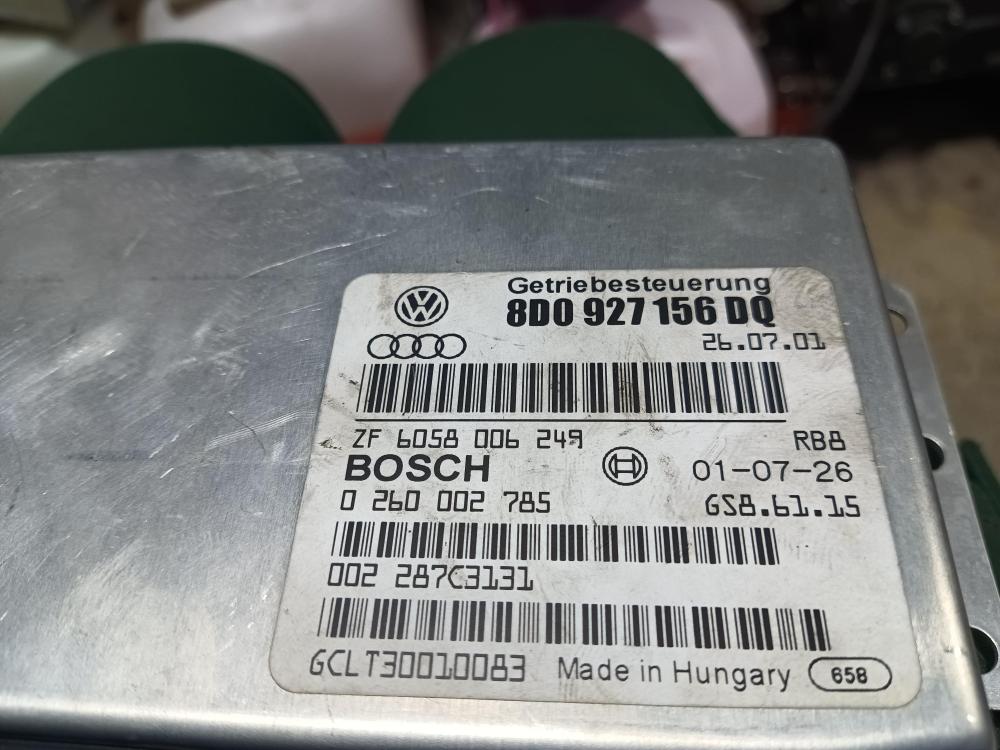 Getriebesteuerung
8D0 927 156 DQ
26.07.01
ZF 6058 006 249 RB8
BOSCH 01-07-26
0 260 002 785 GS8.61.15
002 287C3131
GCLT30010083 Made in Hungary 658